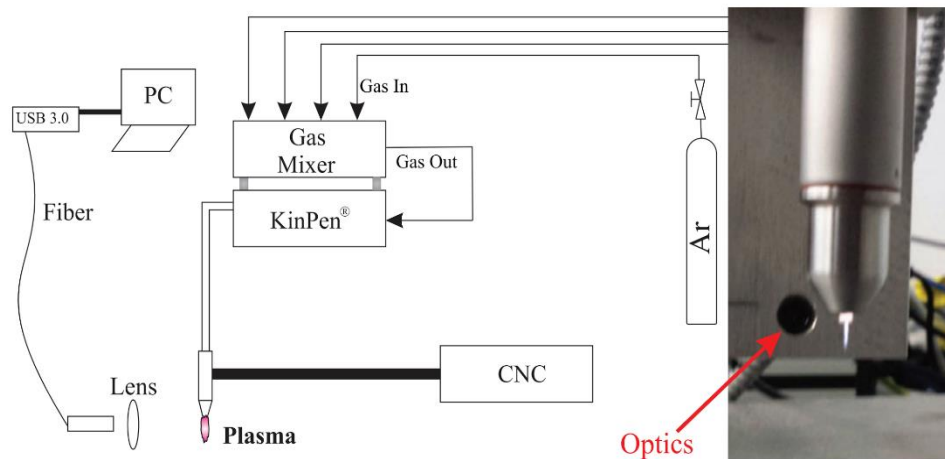 PC
USB 3.0
Gas In
Gas
Mixer
Gas Out
KinPen®
Fiber
Ar
CNC
Lens
Plasma
Optics